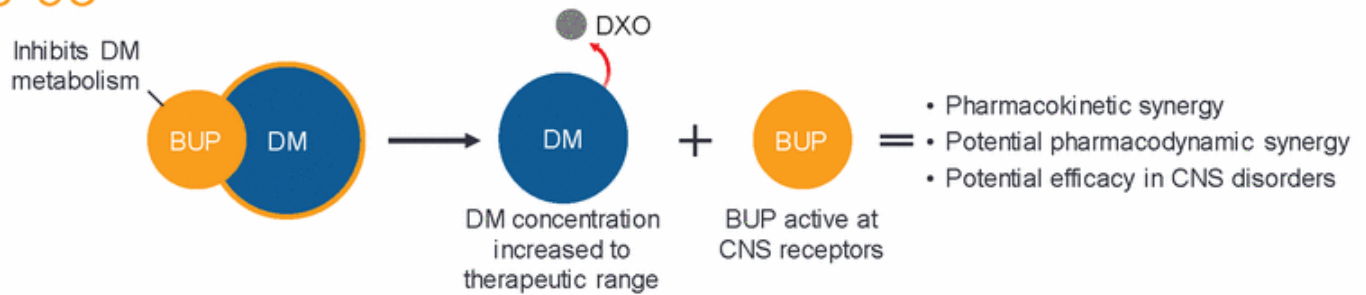 DXO
Inhibits DM
metabolism
BUP
DM
DM
+
BUP
=
• Pharmacokinetic synergy
• Potential pharmacodynamic synergy
• Potential efficacy in CNS disorders
DM concentration
increased to
therapeutic range
BUP active at
CNS receptors